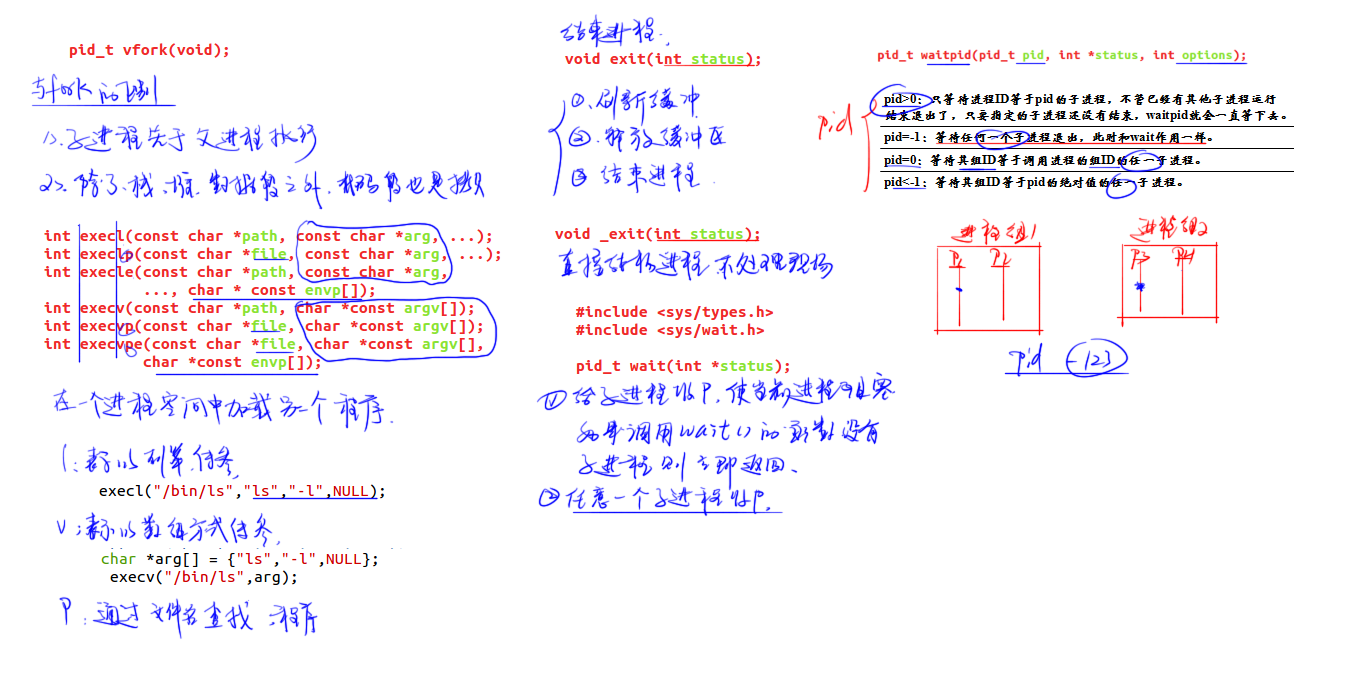 pid_t vfork(void);
与fork的区别
1>.子进程先于父进程执行
2>.除了栈、堆、数据段之外,代码段也是拷贝
int execl(const char *path, const char *arg, ...);
int execlp(const char *file, const char *arg, ...);
int execle(const char *path, const char *arg,
..., char * const envp[]);
int execv(const char *path, char *const argv[]);
int execvp(const char *file, char *const argv[]);
int execvpe(const char *file, char *const argv[],
char *const envp[]);
在一个进程空间中加载另一个程序.
l:表示以列举传参,
execl("/bin/ls","ls","-l",NULL);
v:表示以数组方式传参,
char *arg[] = {"ls","-l",NULL};
execv("/bin/ls",arg);
P:通过文件名查找程序
结束进程,
void exit(int status);
①.刷新缓冲
②.释放缓冲区
③结束进程.
void _exit(int status);
直接结束进程 不处理现场
#include <sys/types.h>
#include <sys/wait.h>
pid_t wait(int *status);
①给子进程收尸,使当前进程阻塞
如果调用wait()的函数没有
子进程则立即返回、
②任意一个子进程收尸,
pid_t waitpid(pid_t pid, int *status, int options);
pid
pid>0:只等待进程ID等于pid的子进程,不管已经有其他子进程运行
结束退出了,只要指定的子进程还没有结束,waitpid就会一直等下去。
pid=-1:等待任何一个子进程退出,此时和wait作用一样。
pid=0:等待其组ID等于调用进程的组ID的任一子进程。
pid<-1:等待其组ID等于pid的绝对值的任一子进程。
进程组1
P1 P2
进程组2
P3 P4
pid -123